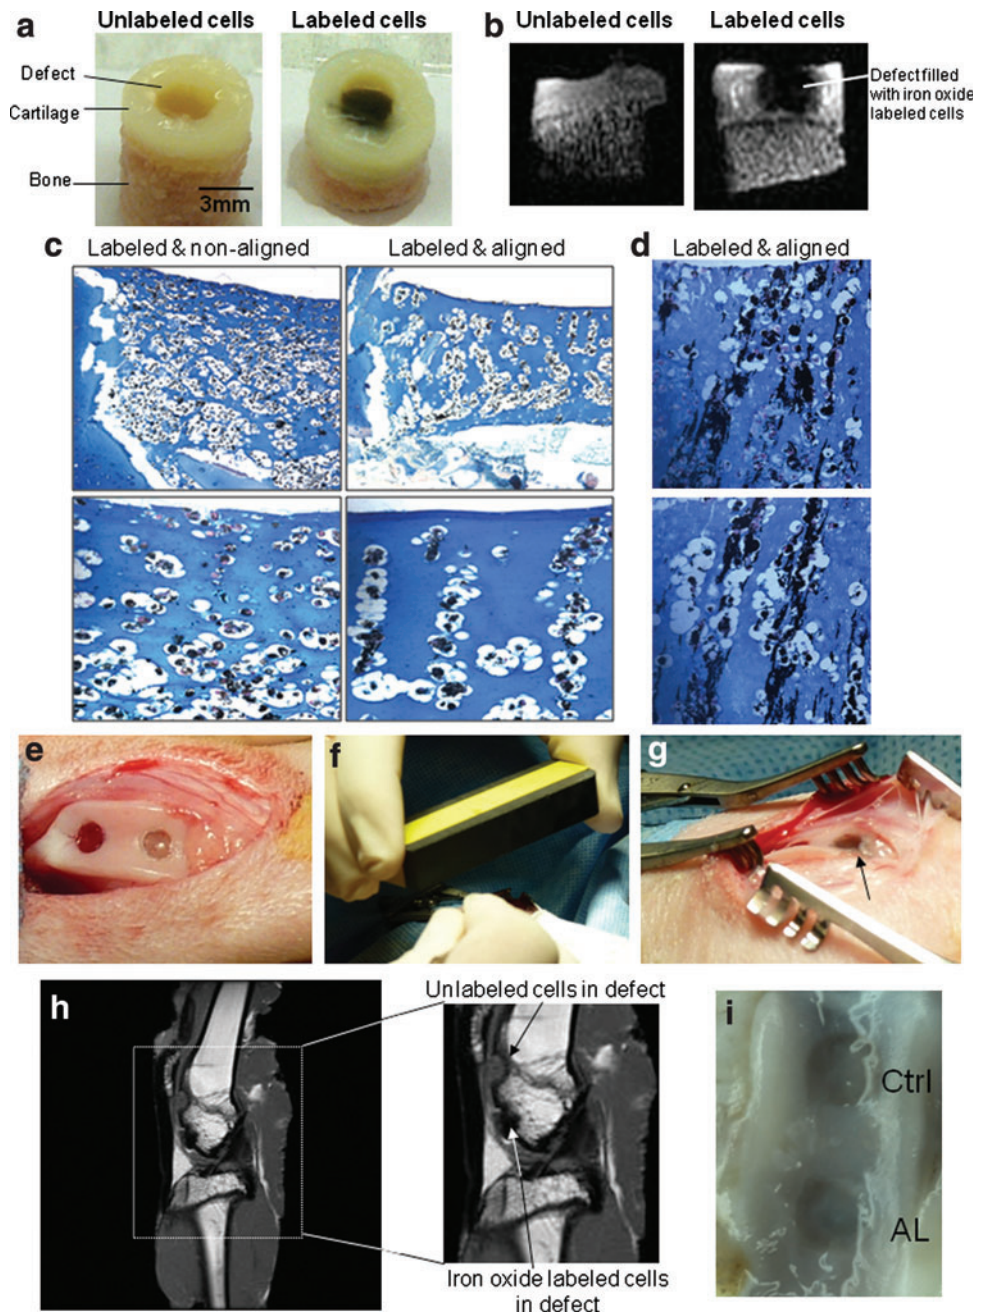 a
Unlabeled cells
Labeled cells
Defect
Cartilage
Bone
3mm
b
Unlabeled cells
Labeled cells
Defect filled
with iron oxide
labeled cells
c
Labeled & non-aligned
Labeled & aligned
d
Labeled & aligned
e
f
g
h
Unlabeled cells in defect
Iron oxide labeled cells
in defect
i
Ctrl
AL